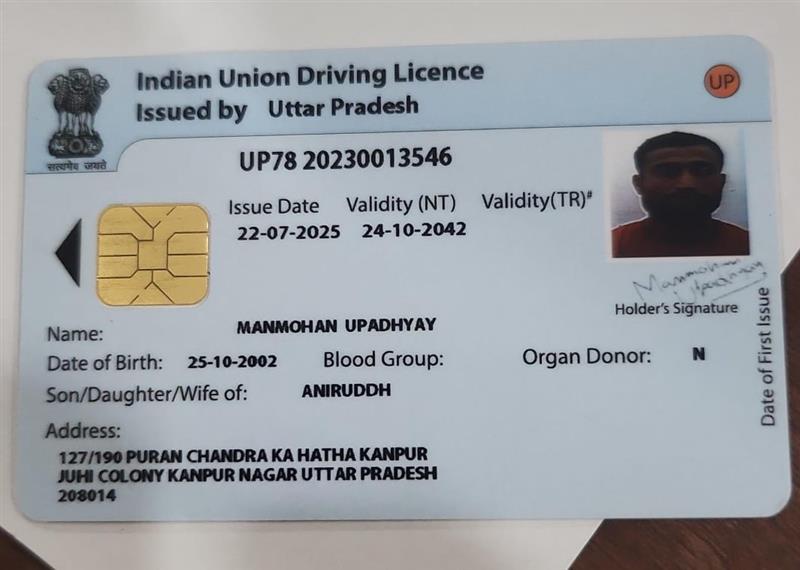 Indian Union Driving Licence
Issued by Uttar Pradesh
UP
सत्यमेव जयते
UP78 20230013546
Issue Date Validity (NT) Validity(TR)#
22-07-2025 24-10-2042
Manmohan
Upadhyay
Holder's Signature
Name: MANMOHAN UPADHYAY
Date of Birth: 25-10-2002 Blood Group: Organ Donor: N
Son/Daughter/Wife of: ANIRUDDH
Address:
127/190 PURAN CHANDRA KA HATHA KANPUR
JUHI COLONY KANPUR NAGAR UTTAR PRADESH
208014
Date of First Issue